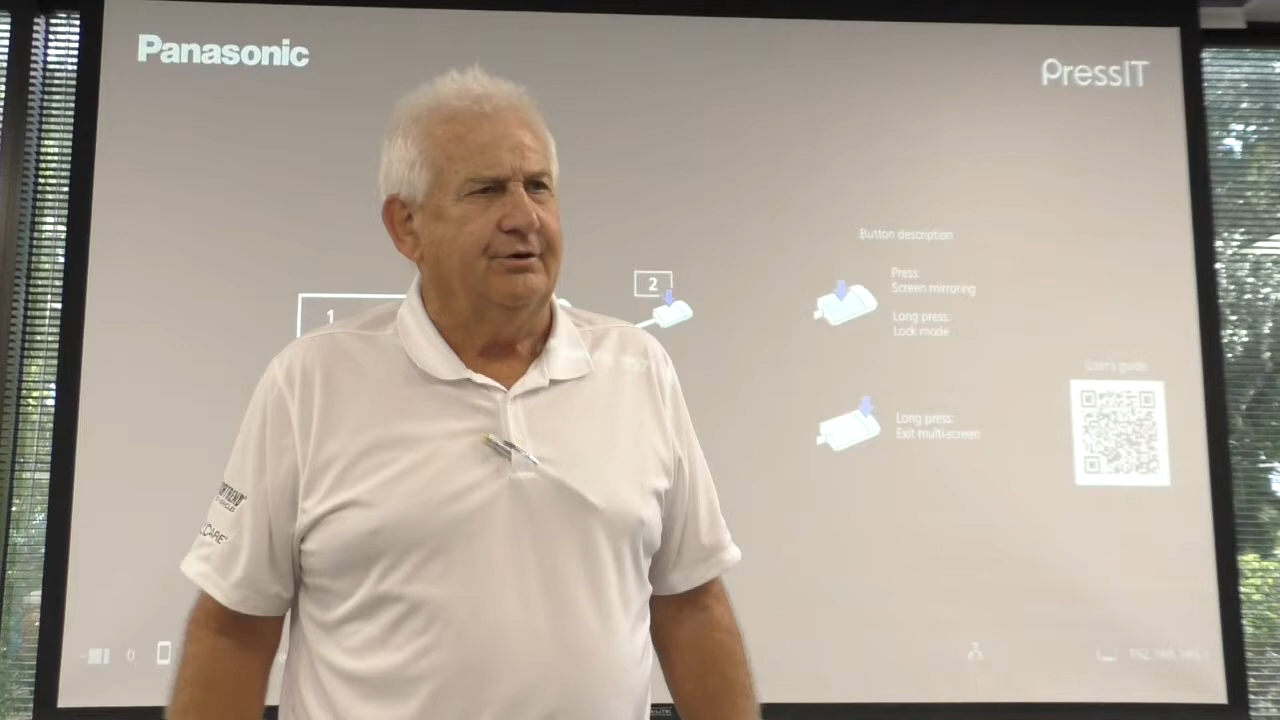 Panasonic
PressIT
Button description
2
Press:
Screen mirroring
1
Long press:
Lock mode
User's guide
Long press:
Exit multi-screen
0